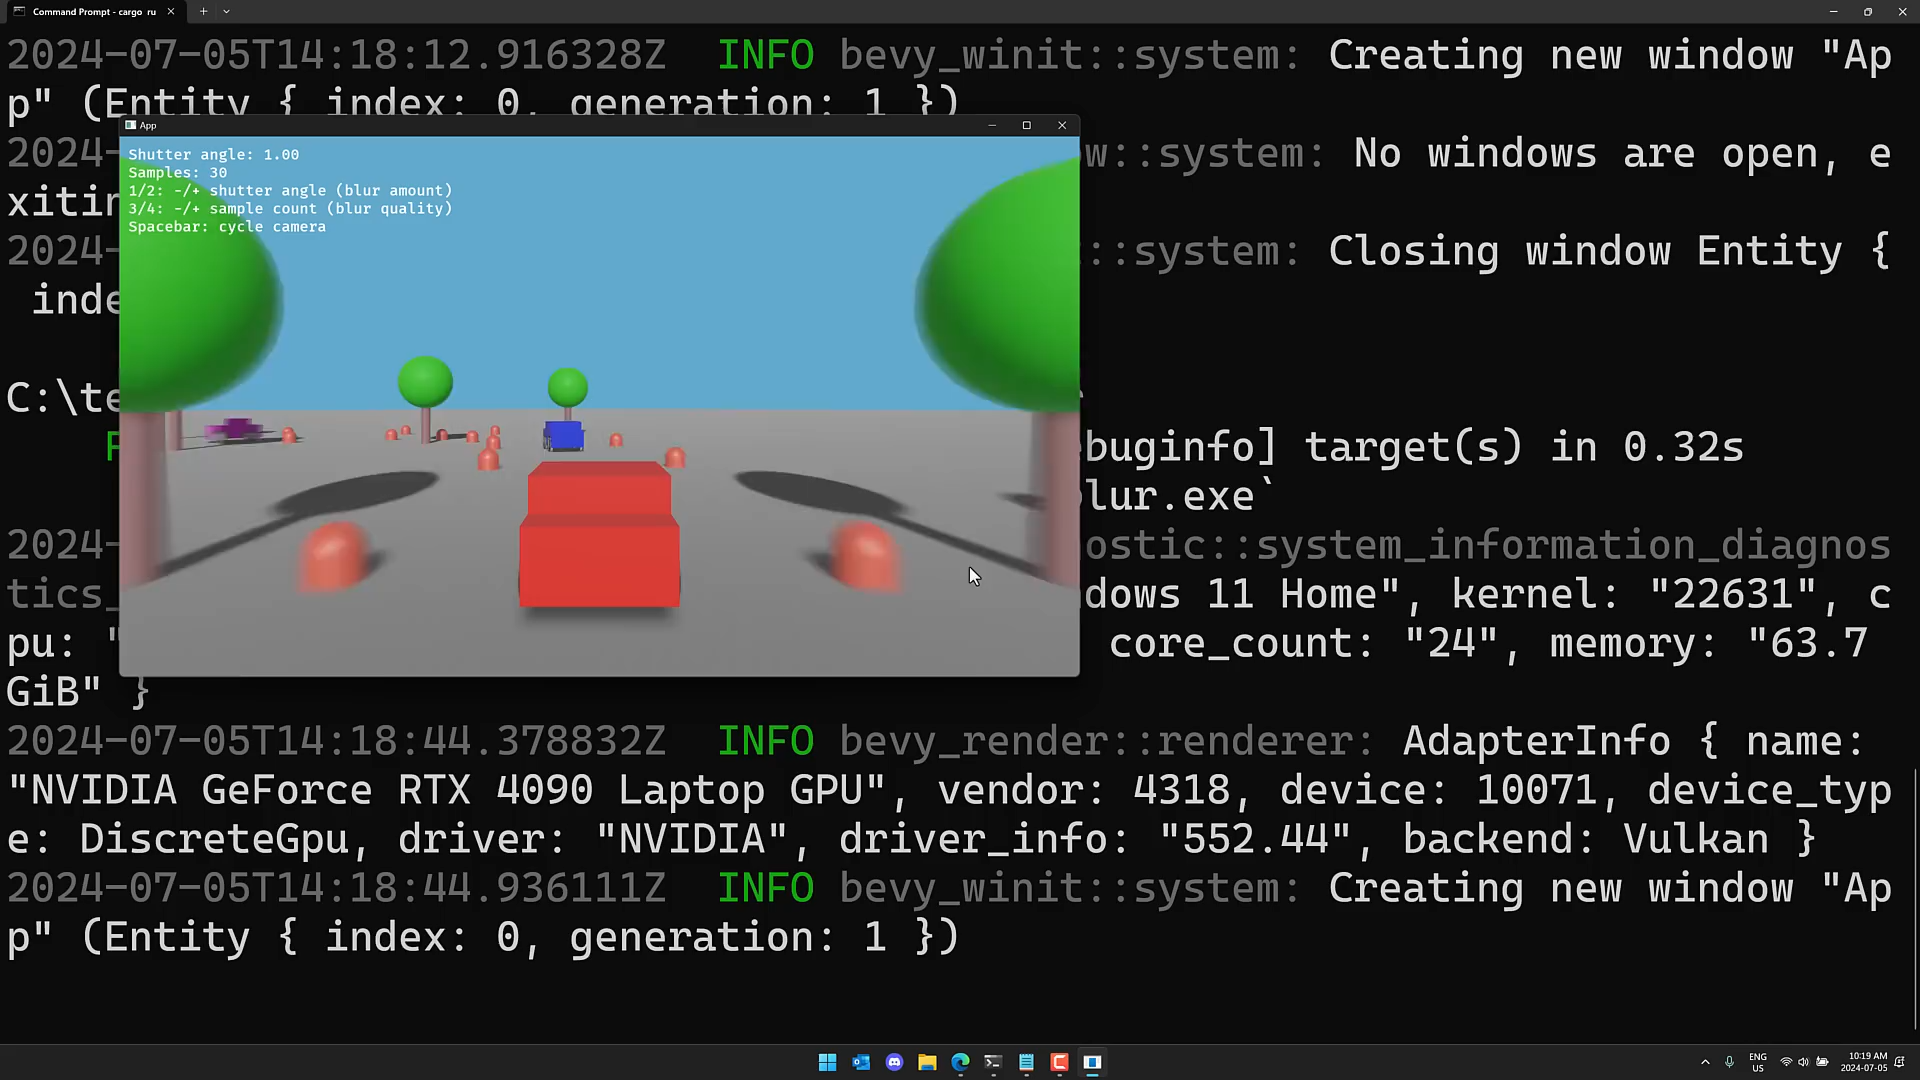 Command Prompt - cargo ru
2024-07-05T14:18:12.916328Z  INFO bevy_winit::system: Creating new window "Ap
p" (Entity { index: 0, generation: 1 })
App
Shutter angle: 1.00
Samples: 30
1/2: -/+ shutter angle (blur amount)
3/4: -/+ sample count (blur quality)
Spacebar: cycle camera
2024- ::system: No windows are open, e
xitin
2024- ::system: Closing window Entity {
inde
C:\te
buginfo] target(s) in 0.32s
lur.exe`
2024- ostic::system_information_diagnos
tics_ dows 11 Home", kernel: "22631", c
pu: " core_count: "24", memory: "63.7
GiB" }
2024-07-05T14:18:44.378832Z  INFO bevy_render::renderer: AdapterInfo { name:
"NVIDIA GeForce RTX 4090 Laptop GPU", vendor: 4318, device: 10071, device_typ
e: DiscreteGpu, driver: "NVIDIA", driver_info: "552.44", backend: Vulkan }
2024-07-05T14:18:44.936111Z  INFO bevy_winit::system: Creating new window "Ap
p" (Entity { index: 0, generation: 1 })
ENG
US
10:19 AM
2024-07-05